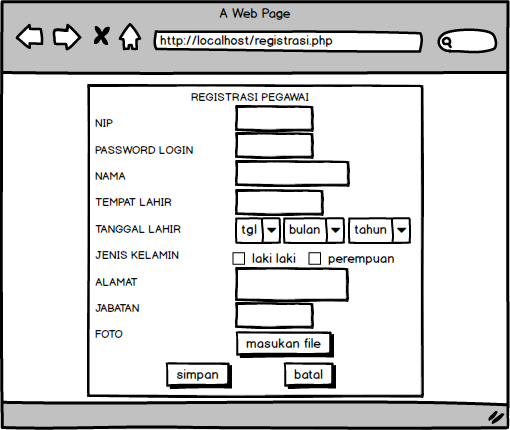 A Web Page
http://localhost/registrasi.php
REGISTRASI PEGAWAI
NIP
PASSWORD LOGIN
NAMA
TEMPAT LAHIR
TANGGAL LAHIR tgl bulan tahun
JENIS KELAMIN laki laki perempuan
ALAMAT
JABATAN
FOTO masukan file
simpan batal